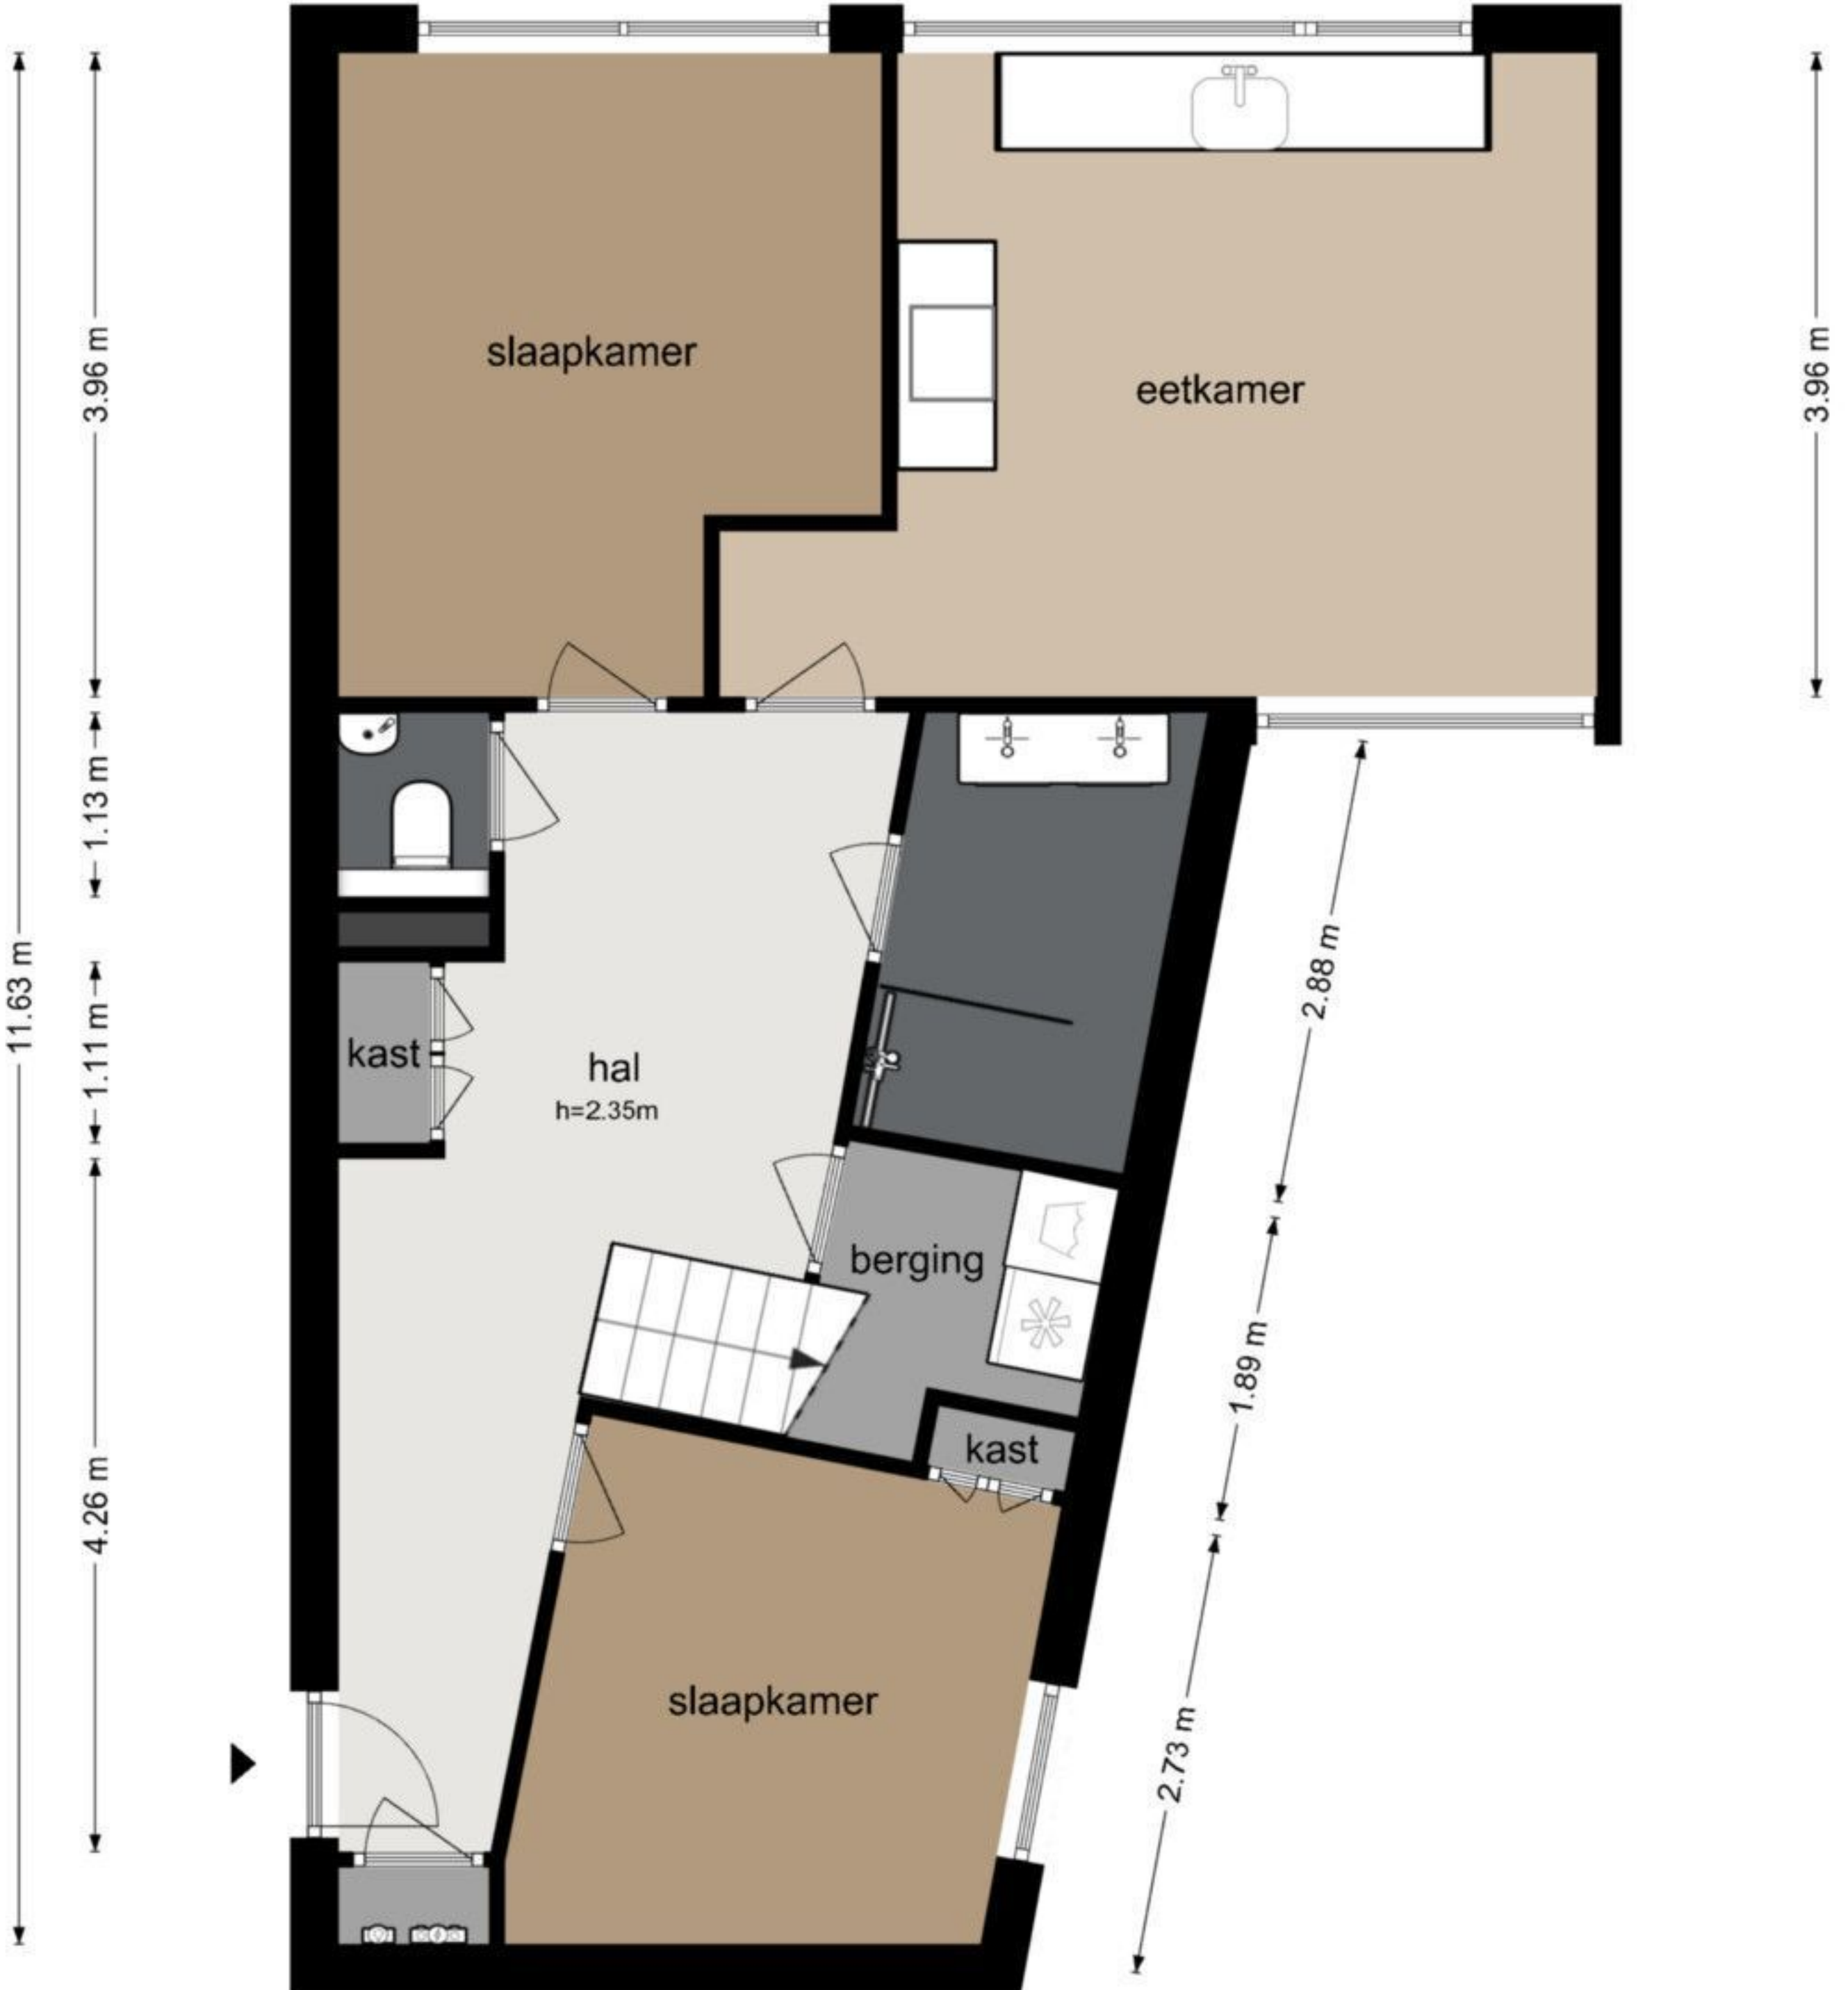 3.96 m
3.96 m
slaapkamer
eetkamer
1.13 m
2.88 m
11.63 m
1.11 m
kast
hal
h=2.35m
berging
1.89 m
kast
4.26 m
slaapkamer
2.73 m